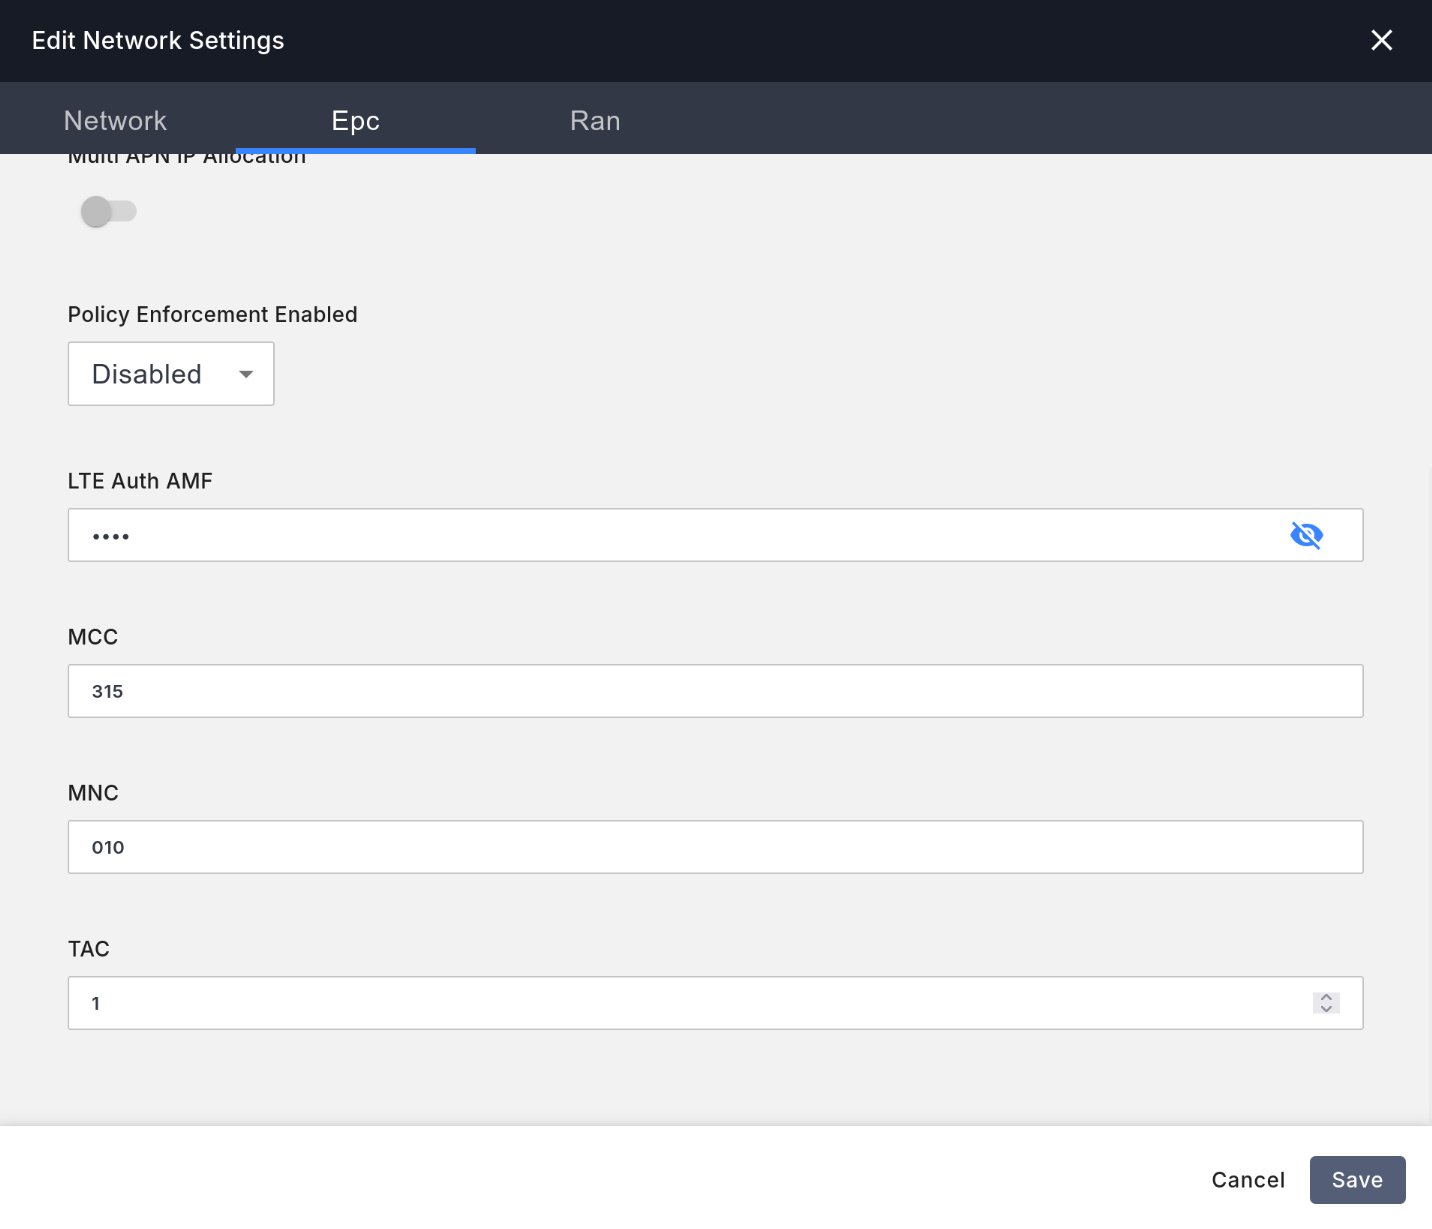 Edit Network Settings
Network Epc Ran
Multi APN IP Allocation
Policy Enforcement Enabled
Disabled
LTE Auth AMF
••••
MCC
315
MNC
010
TAC
1
Cancel Save